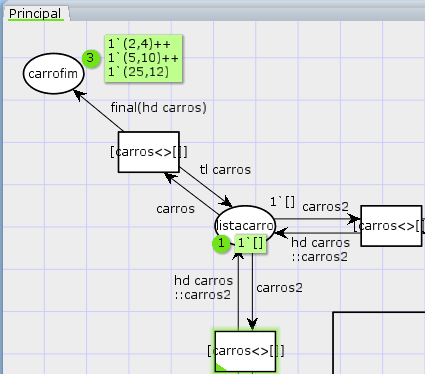 Principal
3
1`(2,4)++
1`(5,10)++
1`(25,12)
carrofim
final(hd carros)
[carros<>[]]
tl carros
carros
1`[]
carros2
listacarro
[carros<>[]
1
1`[]
hd carros
::carros2
hd carros
::carros2
carros2
[carros<>[]]